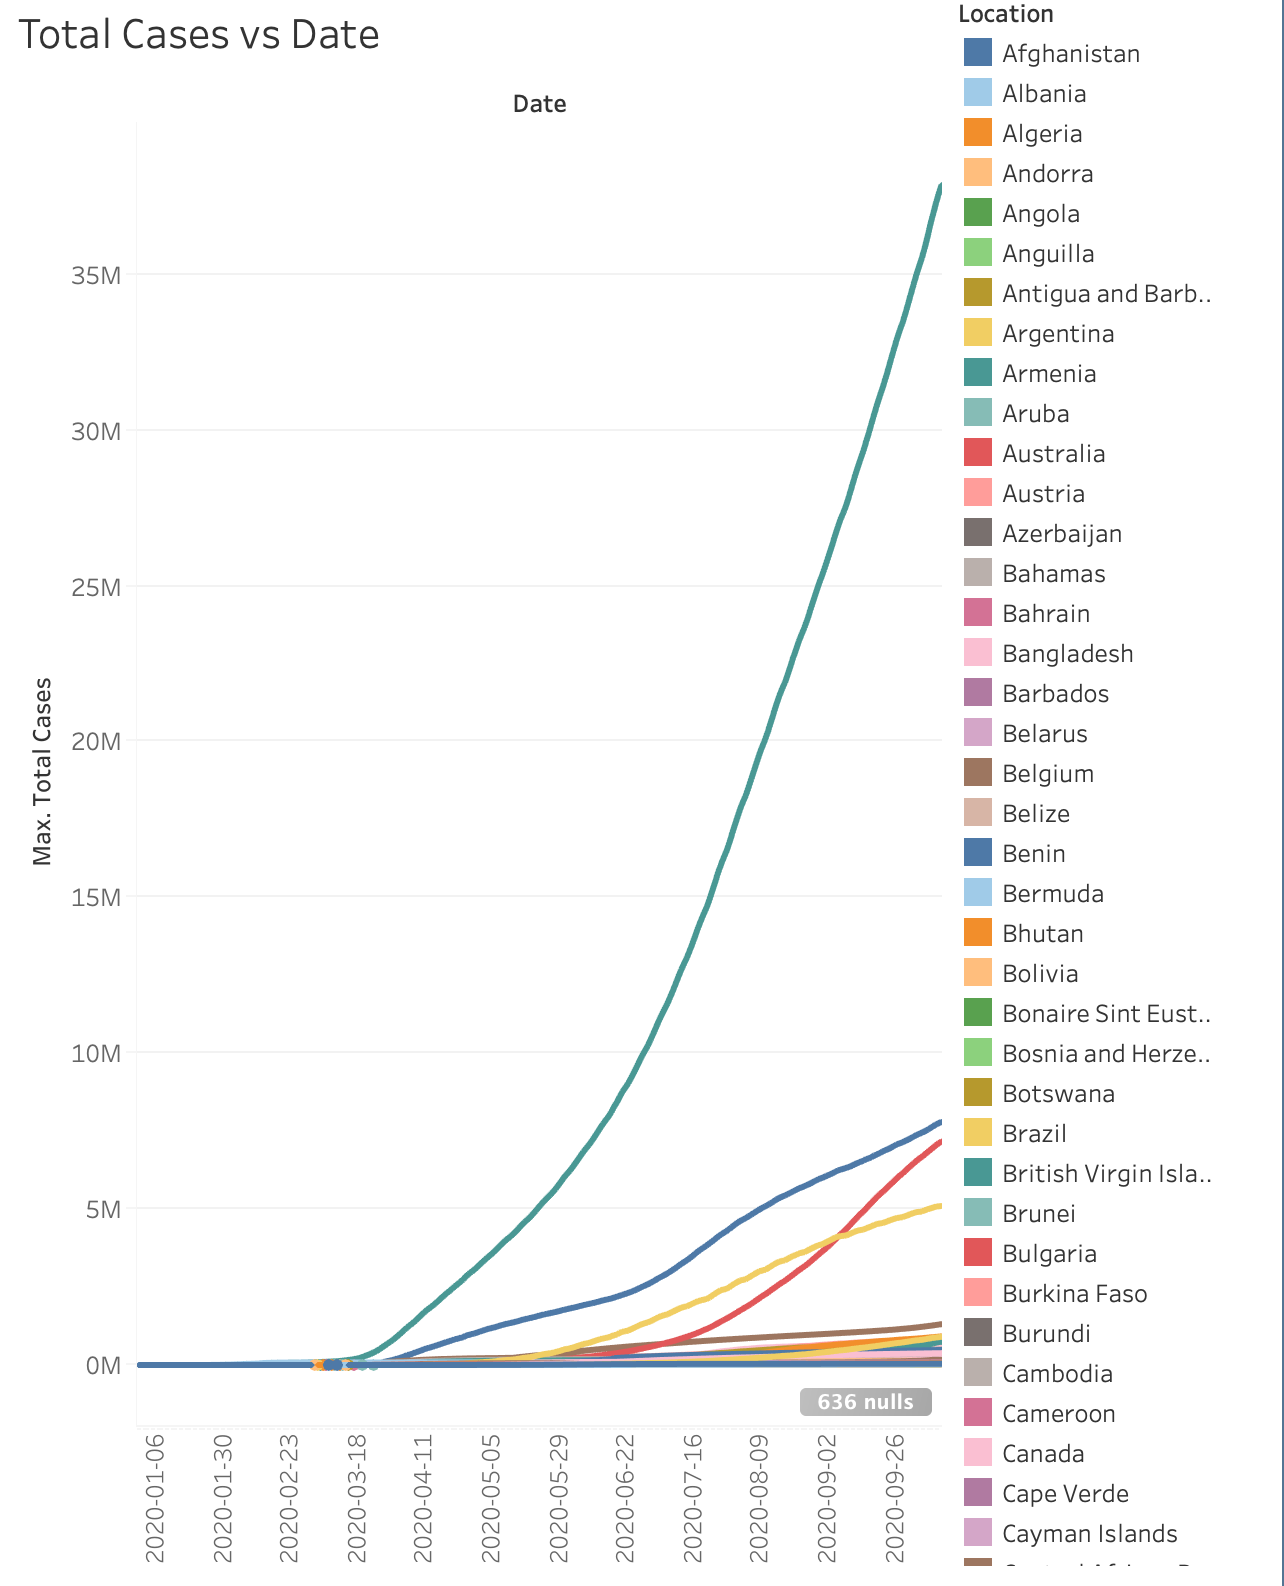 Total Cases vs Date
Date
Max. Total Cases
35M
30M
25M
20M
15M
10M
5M
0M
636 nulls
2020-01-06
2020-01-30
2020-02-23
2020-03-18
2020-04-11
2020-05-05
2020-05-29
2020-06-22
2020-07-16
2020-08-09
2020-09-02
2020-09-26
Location
Afghanistan
Albania
Algeria
Andorra
Angola
Anguilla
Antigua and Barb..
Argentina
Armenia
Aruba
Australia
Austria
Azerbaijan
Bahamas
Bahrain
Bangladesh
Barbados
Belarus
Belgium
Belize
Benin
Bermuda
Bhutan
Bolivia
Bonaire Sint Eust..
Bosnia and Herze..
Botswana
Brazil
British Virgin Isla..
Brunei
Bulgaria
Burkina Faso
Burundi
Cambodia
Cameroon
Canada
Cape Verde
Cayman Islands